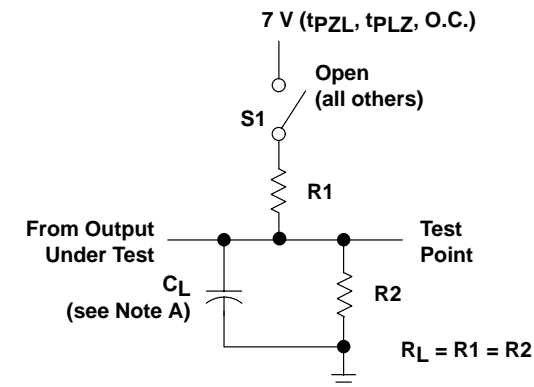 7 V (tPZL, tPLZ, O.C.)
Open
(all others)
S1
R1
From Output
Under Test
Test
Point
CL
(see Note A)
R2
RL = R1 = R2